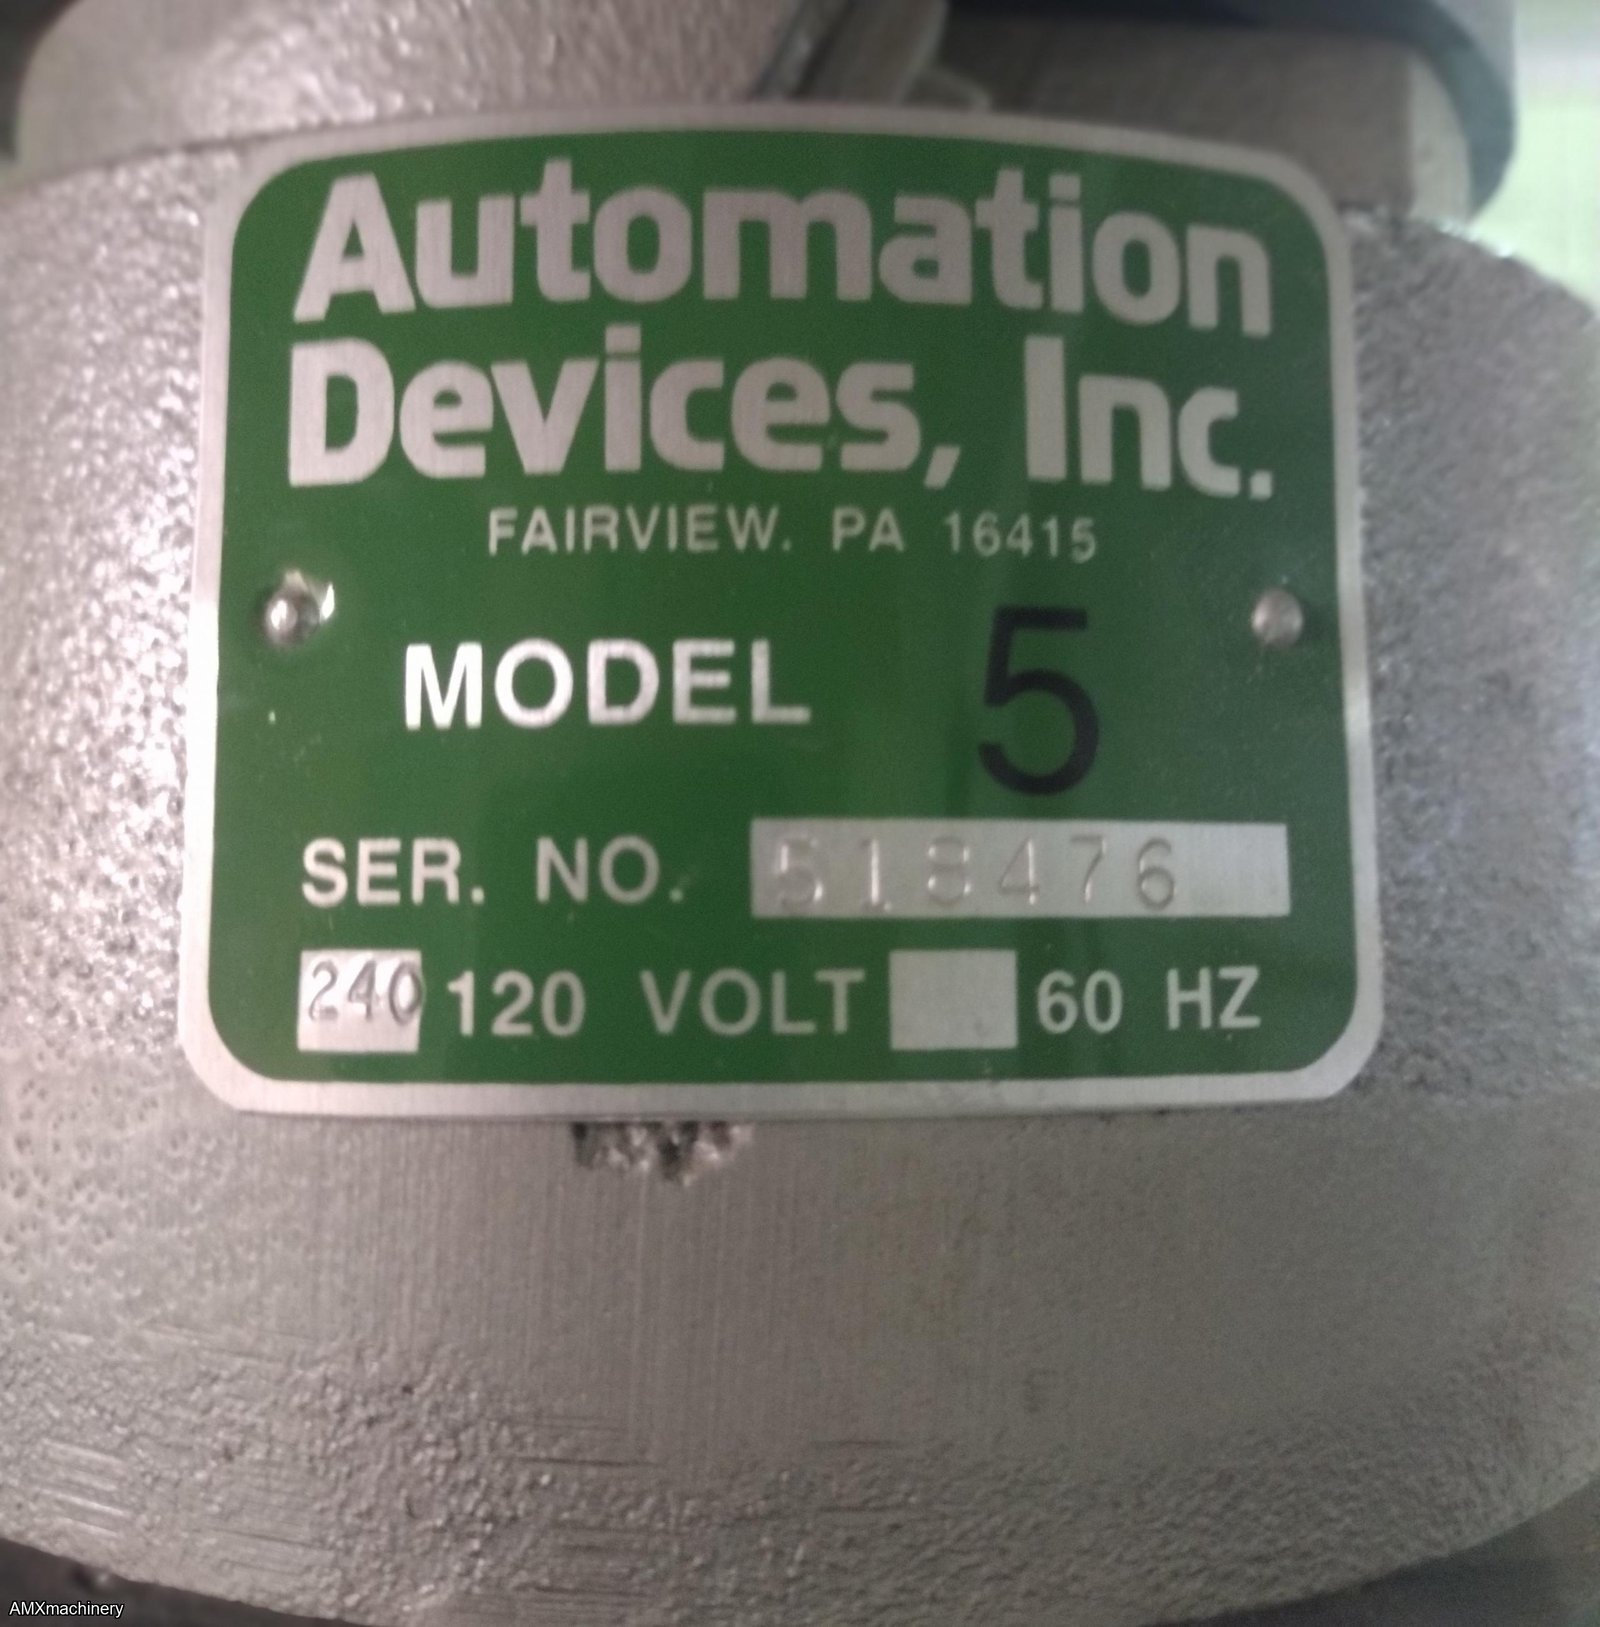 Automation
Devices, Inc.
FAIRVIEW. PA 16415
MODEL 5
SER. NO. 518476
240 120 VOLT 60 HZ
AMXmachinery